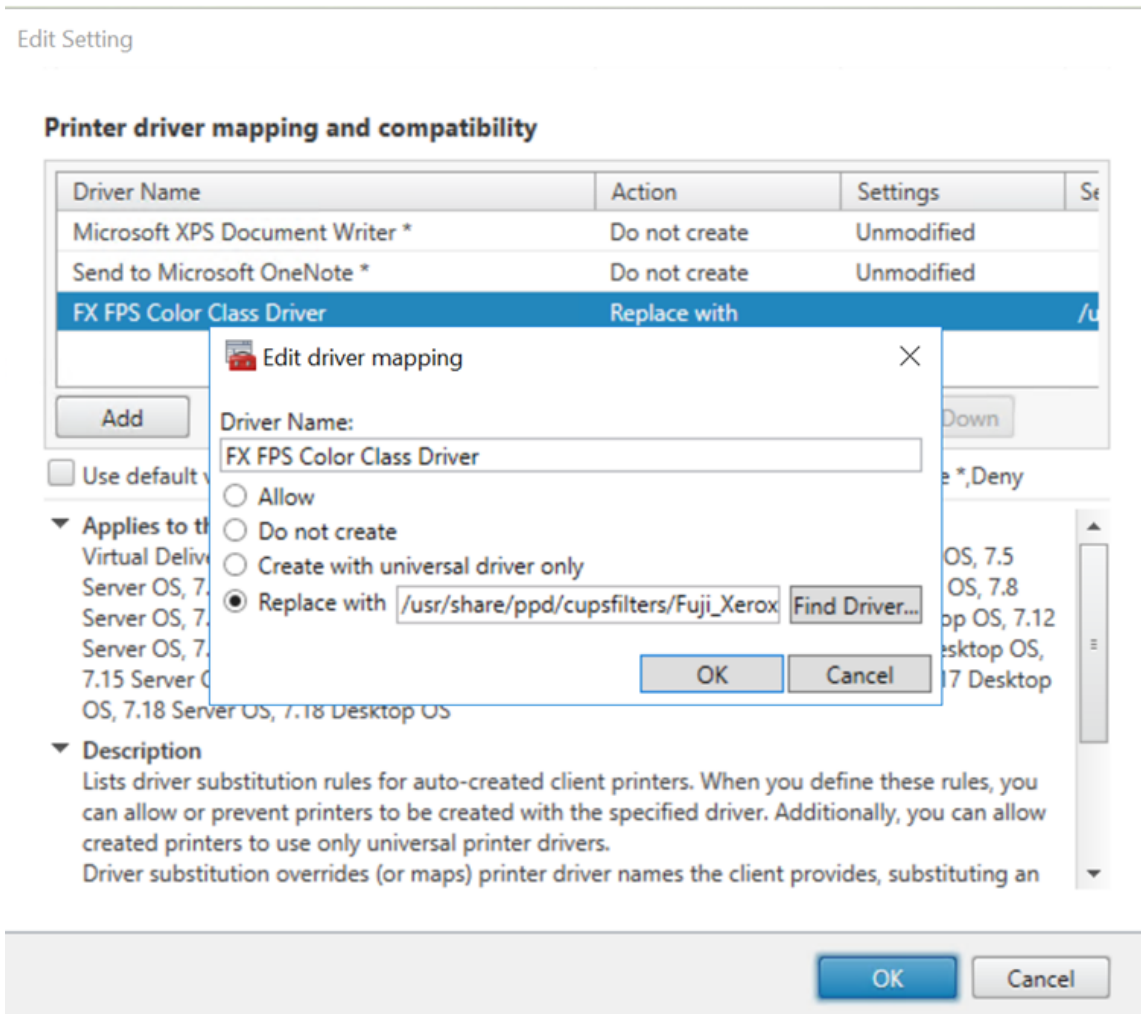 Edit Setting
Printer driver mapping and compatibility
Driver Name Action Settings
Microsoft XPS Document Writer * Do not create Unmodified
Send to Microsoft OneNote * Do not create Unmodified
FX FPS Color Class Driver Replace with
Edit driver mapping
Add Down
Driver Name:
FX FPS Color Class Driver
Use default *,Deny
Allow
Applies to
Do not create
Virtual OS, 7.5
Create with universal driver only
Server OS, OS, 7.8
Replace with /usr/share/ppd/cupsfilters/Fuji_Xerox Find Driver...
Server OS, OS, 7.12
Server OS, OS,
OK Cancel
7.15 Server Desktop
OS, 7.18 Server OS, 7.18 Desktop OS
Description
Lists driver substitution rules for auto-created client printers. When you define these rules, you
can allow or prevent printers to be created with the specified driver. Additionally, you can allow
created printers to use only universal printer drivers.
Driver substitution overrides (or maps) printer driver names the client provides, substituting an
OK Cancel